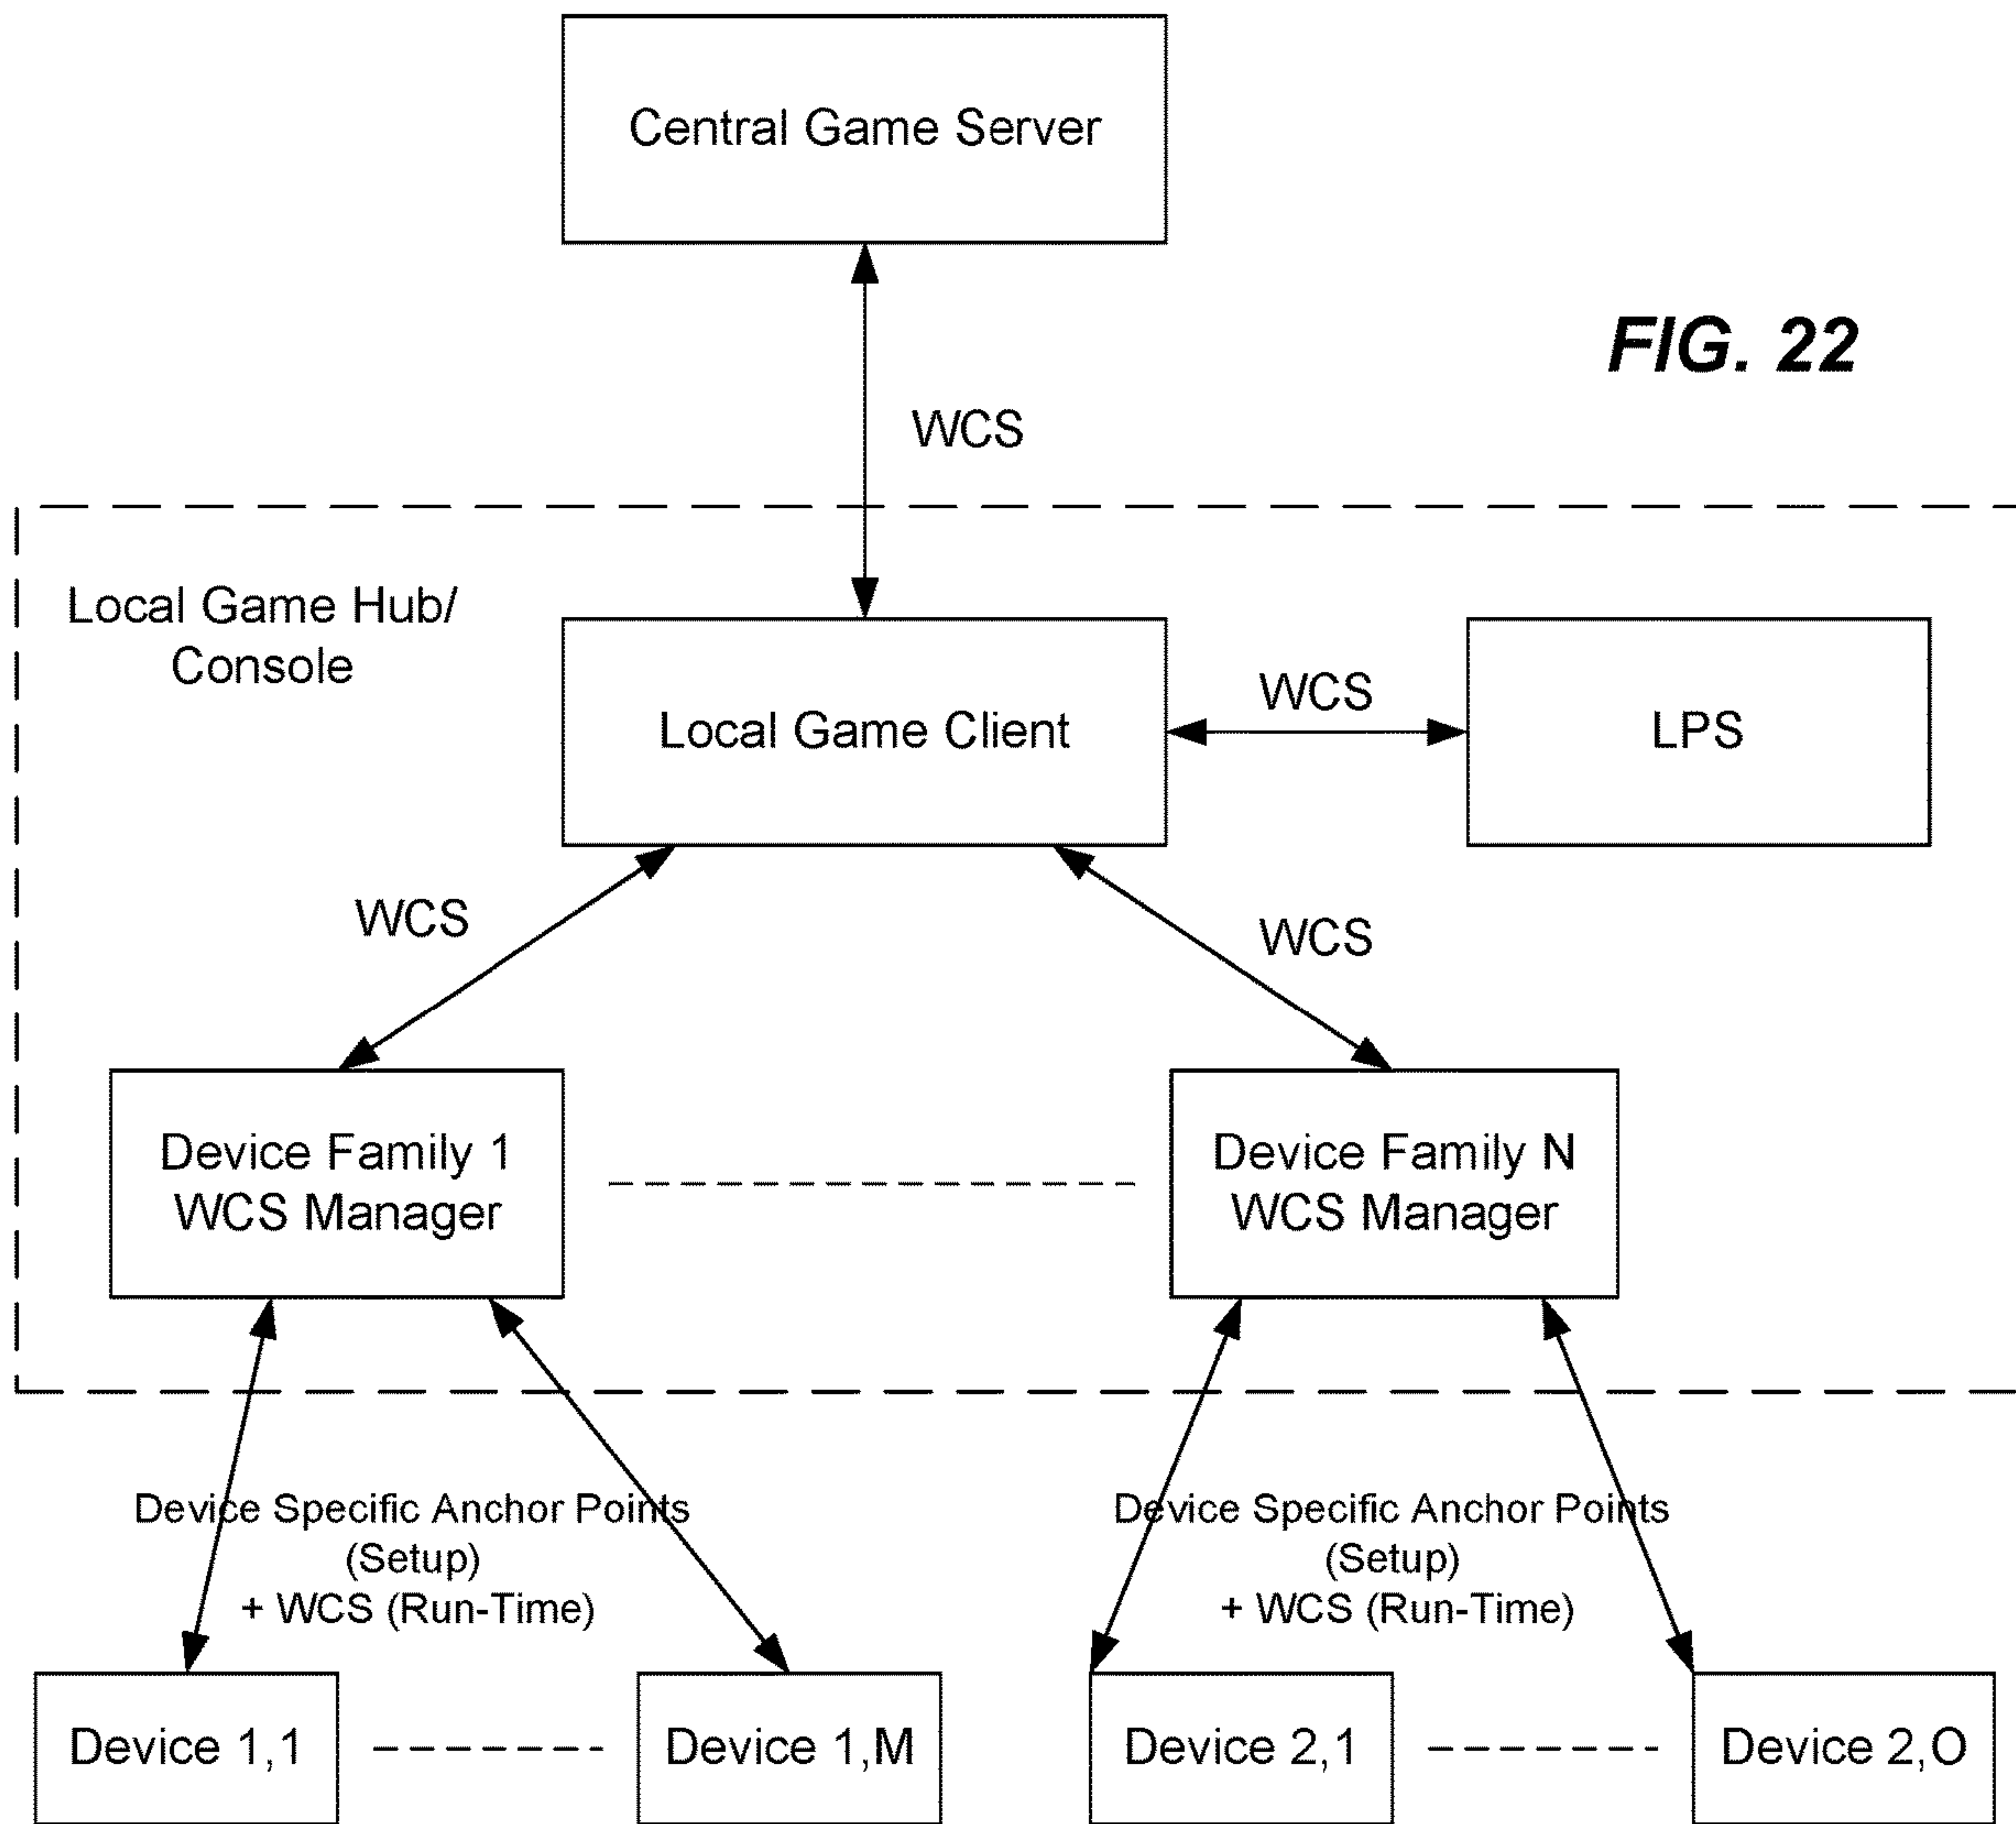 Central Game Server
FIG. 22
WCS
Local Game Hub/
Console
Local Game Client
WCS
LPS
WCS
WCS
Device Family 1
WCS Manager
Device Family N
WCS Manager
Device Specific Anchor Points
(Setup)
+ WCS (Run-Time)
Device Specific Anchor Points
(Setup)
+ WCS (Run-Time)
Device 1,1
Device 1,M
Device 2,1
Device 2,O